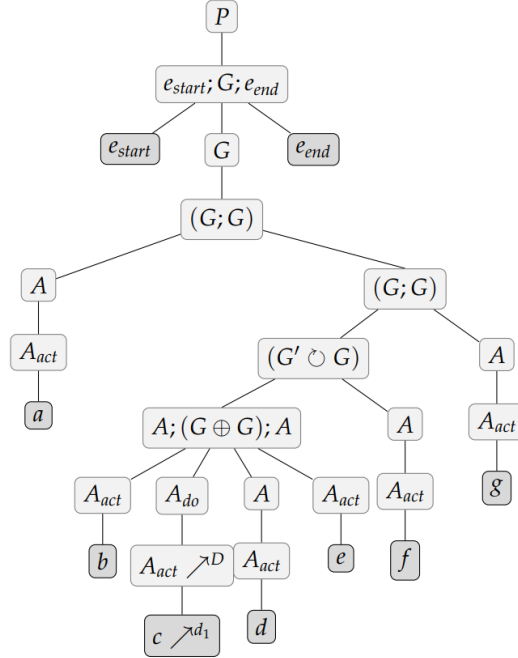 P
e_start; G; e_end
e_start G e_end
(G; G)
A (G; G)
A_act (G′ ↻ G) A
a A; (G ⊕ G); A A A_act
A_act A_do A A_act A_act g
b A_act ↗^D A_act e f
c ↗^d₁ d